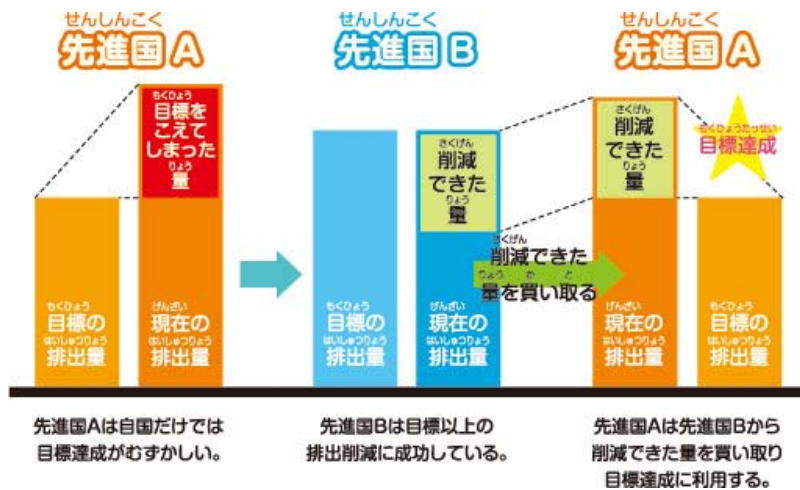 せんしんこく
先進国A
もくひょう
目標を
こえて
しまった
りょう
量
もくひょう
目標の
はいしゅつりょう
排出量
げんざい
現在の
はいしゅつりょう
排出量
先進国Aは自国だけでは
目標達成がむずかしい。
せんしんこく
先進国B
さくげん
削減
できた
りょう
量
もくひょう
目標の
はいしゅつりょう
排出量
げんざい
現在の
はいしゅつりょう
排出量
さくげん
削減できた
りょう か と
量を買い取る
先進国Bは目標以上の
排出削減に成功している。
せんしんこく
先進国A
さくげん
削減
できた
りょう
量
もくひょうたっせい
目標達成
げんざい
現在の
はいしゅつりょう
排出量
もくひょう
目標の
はいしゅつりょう
排出量
先進国Aは先進国Bから
削減できた量を買い取り
目標達成に利用する。